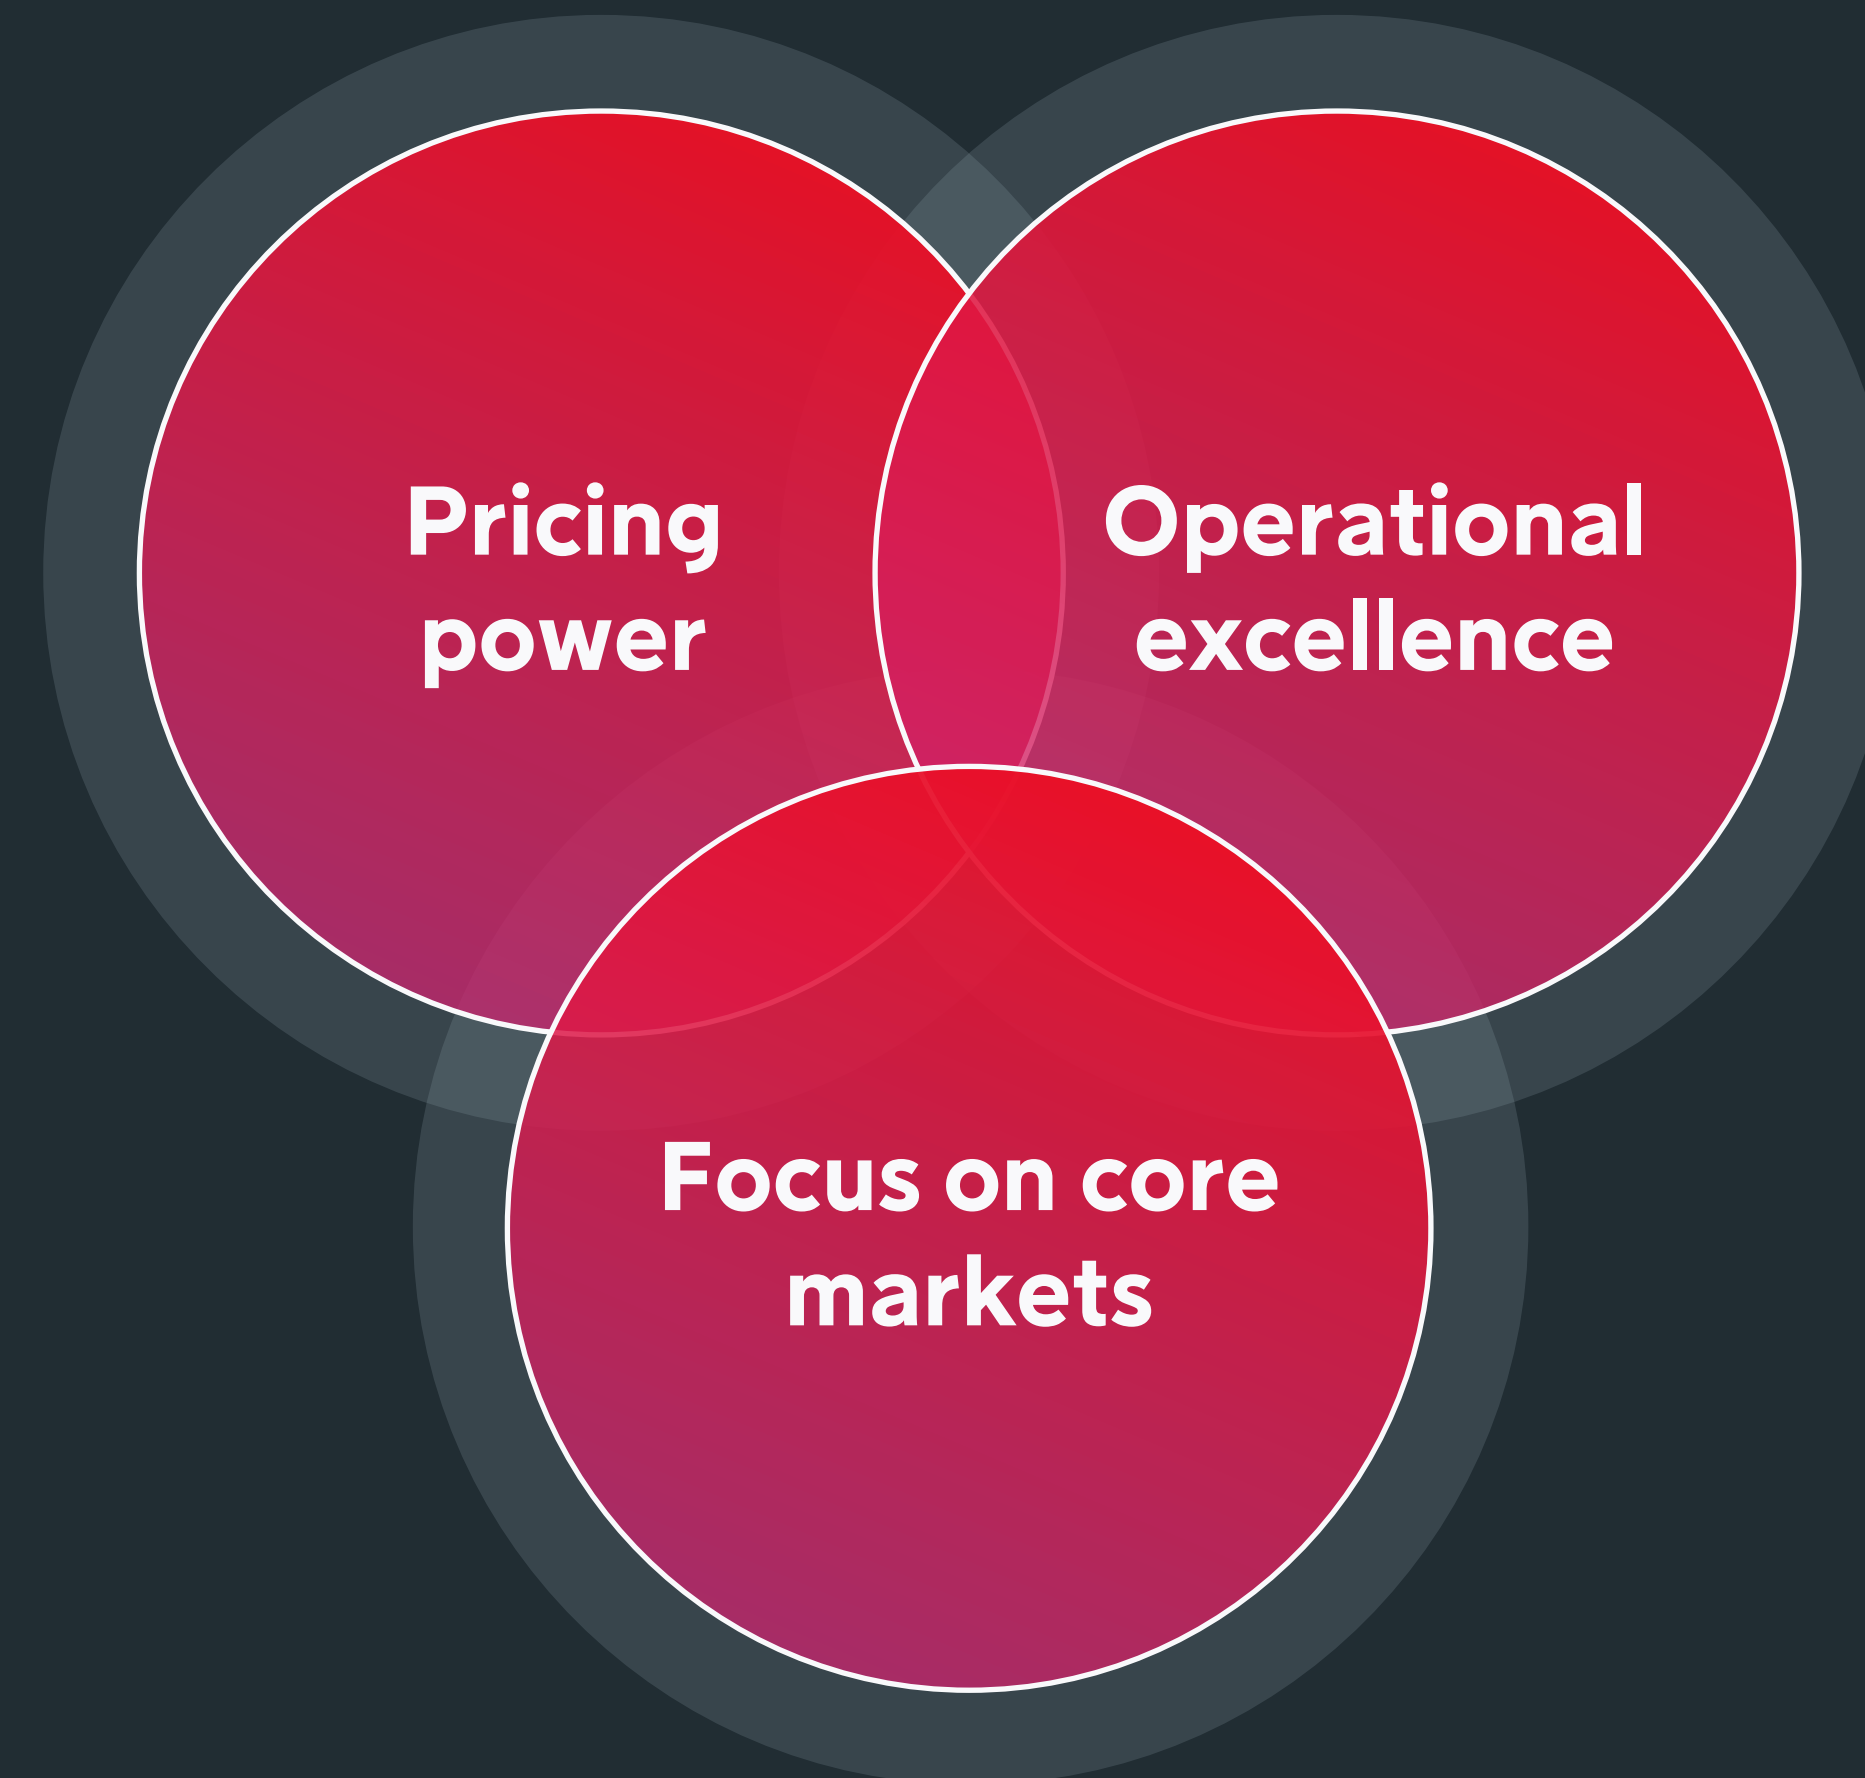 Pricing
power
Operational
excellence
Focus on core
markets